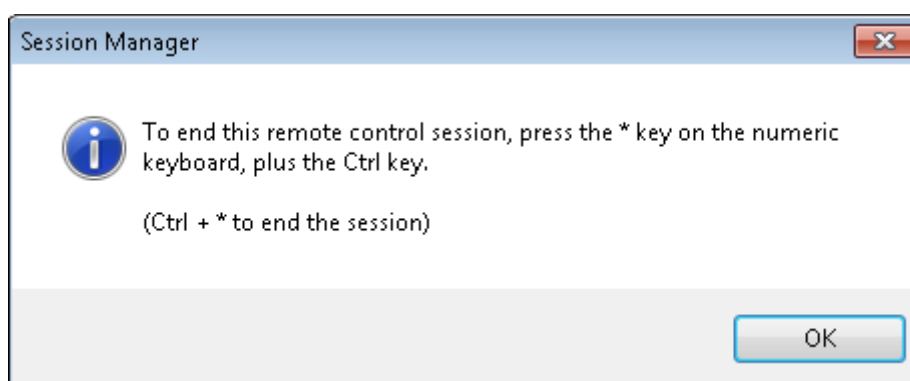 Session Manager
To end this remote control session, press the * key on the numeric
keyboard, plus the Ctrl key.
(Ctrl + * to end the session)
OK